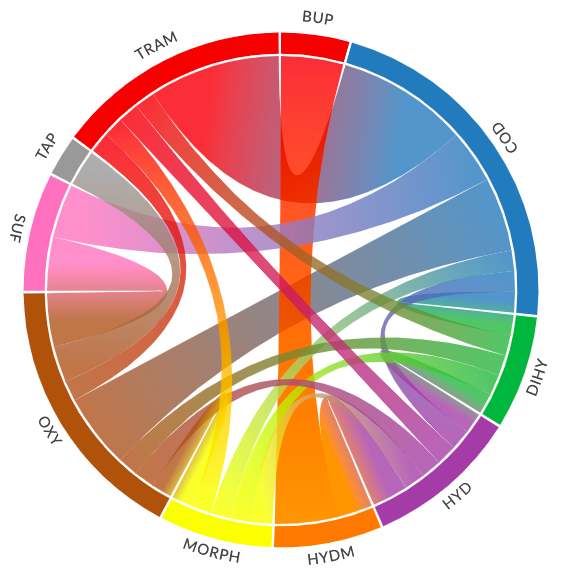 BUP
TRAM
COD
TAP
SUF
DIHY
OXY
HYD
MORPH
HYDM